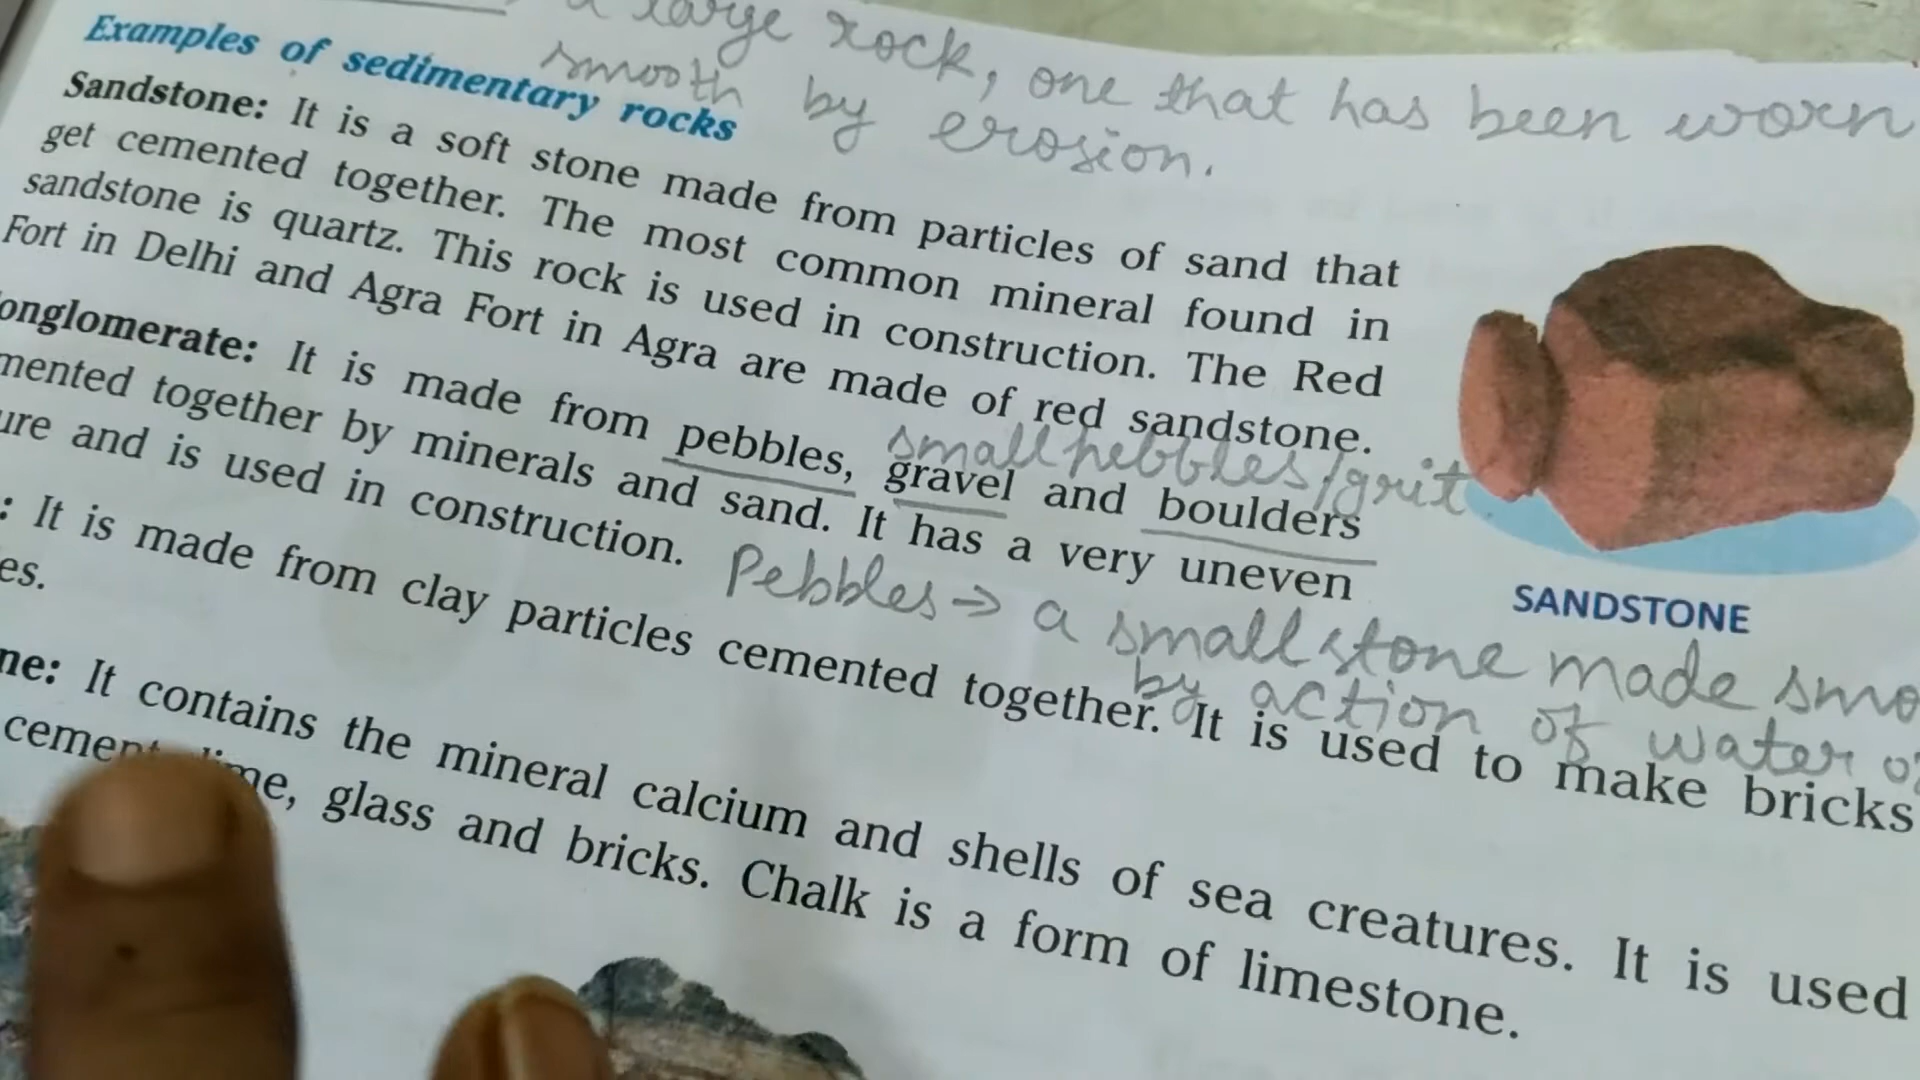 a large rock, one that has been worn
smooth by erosion.
Examples of sedimentary rocks
Sandstone: It is a soft stone made from particles of sand that
get cemented together. The most common mineral found in
sandstone is quartz. This rock is used in construction. The Red
Fort in Delhi and Agra Fort in Agra are made of red sandstone.
small pebbles/grit
onglomerate: It is made from pebbles, gravel and boulders
mented together by minerals and sand. It has a very uneven
ure and is used in construction.
Pebbles → a small stone made smo
by action of water
: It is made from clay particles cemented together. It is used to make bricks
es.
ne: It contains the mineral calcium and shells of sea creatures. It is used
cement lime, glass and bricks. Chalk is a form of limestone.
SANDSTONE